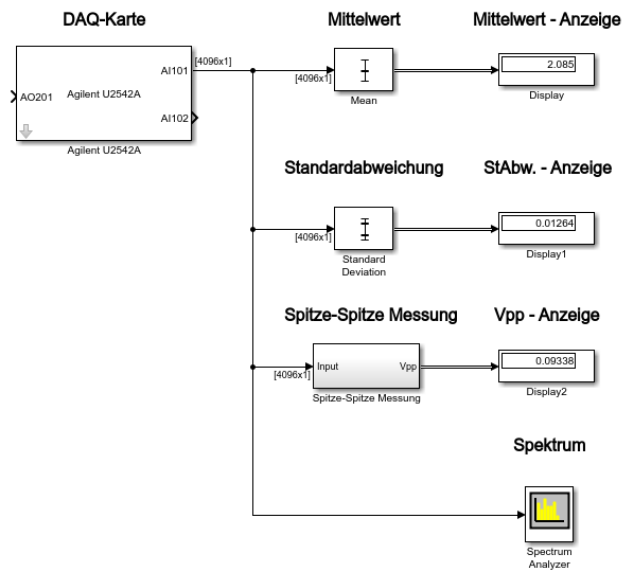 DAQ-Karte
Mittelwert
Mittelwert - Anzeige
AI101
[4096x1]
[4096x1]
2.085
AO201
Agilent U2542A
Mean
Display
AI102
Agilent U2542A
Standardabweichung
StAbw. - Anzeige
[4096x1]
0.01264
Standard
Deviation
Display1
Spitze-Spitze Messung
Vpp - Anzeige
[4096x1]
Input
Vpp
0.09338
Spitze-Spitze Messung
Display2
Spektrum
Spectrum
Analyzer